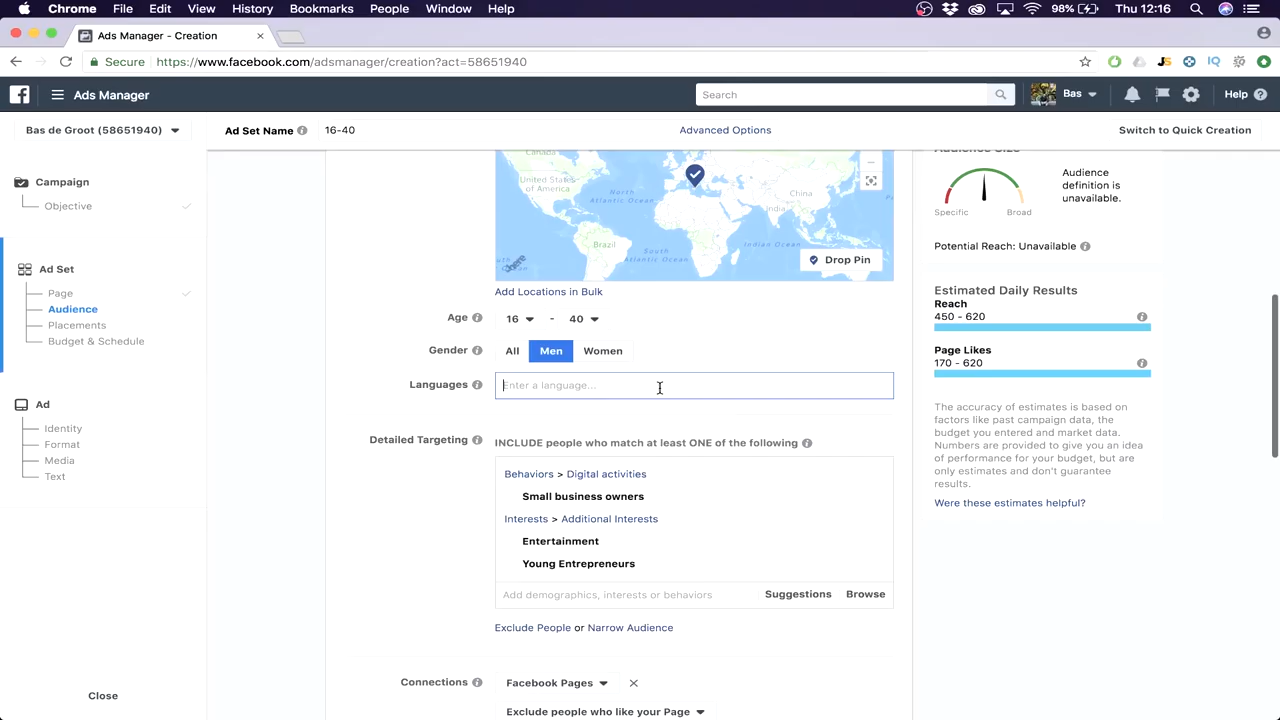 Chrome File Edit View History Bookmarks People Window Help 98% Thu 12:16
Ads Manager - Creation
Secure https://www.facebook.com/adsmanager/creation?act=58651940
Ads Manager Search Bas Help
Bas de Groot (58651940) Ad Set Name 16-40 Advanced Options Switch to Quick Creation
Campaign
Objective
Ad Set
Page
Audience
Placements
Budget & Schedule
Ad
Identity
Format
Media
Text
Close
Canada
United States
of America
North
Atlantic Ocean
China
India
Brazil
South
Atlantic Ocean
Indian Ocean
Drop Pin
Add Locations in Bulk
Age 16 - 40
Gender All Men Women
Languages Enter a language...
Detailed Targeting INCLUDE people who match at least ONE of the following
Behaviors > Digital activities
Small business owners
Interests > Additional Interests
Entertainment
Young Entrepreneurs
Add demographics, interests or behaviors Suggestions Browse
Exclude People or Narrow Audience
Connections Facebook Pages
Exclude people who like your Page
Audience Size
Audience
definition is
unavailable.
Specific Broad
Potential Reach: Unavailable
Estimated Daily Results
Reach
450 - 620
Page Likes
170 - 620
The accuracy of estimates is based on
factors like past campaign data, the
budget you entered and market data.
Numbers are provided to give you an idea
of performance for your budget, but are
only estimates and don't guarantee
results.
Were these estimates helpful?